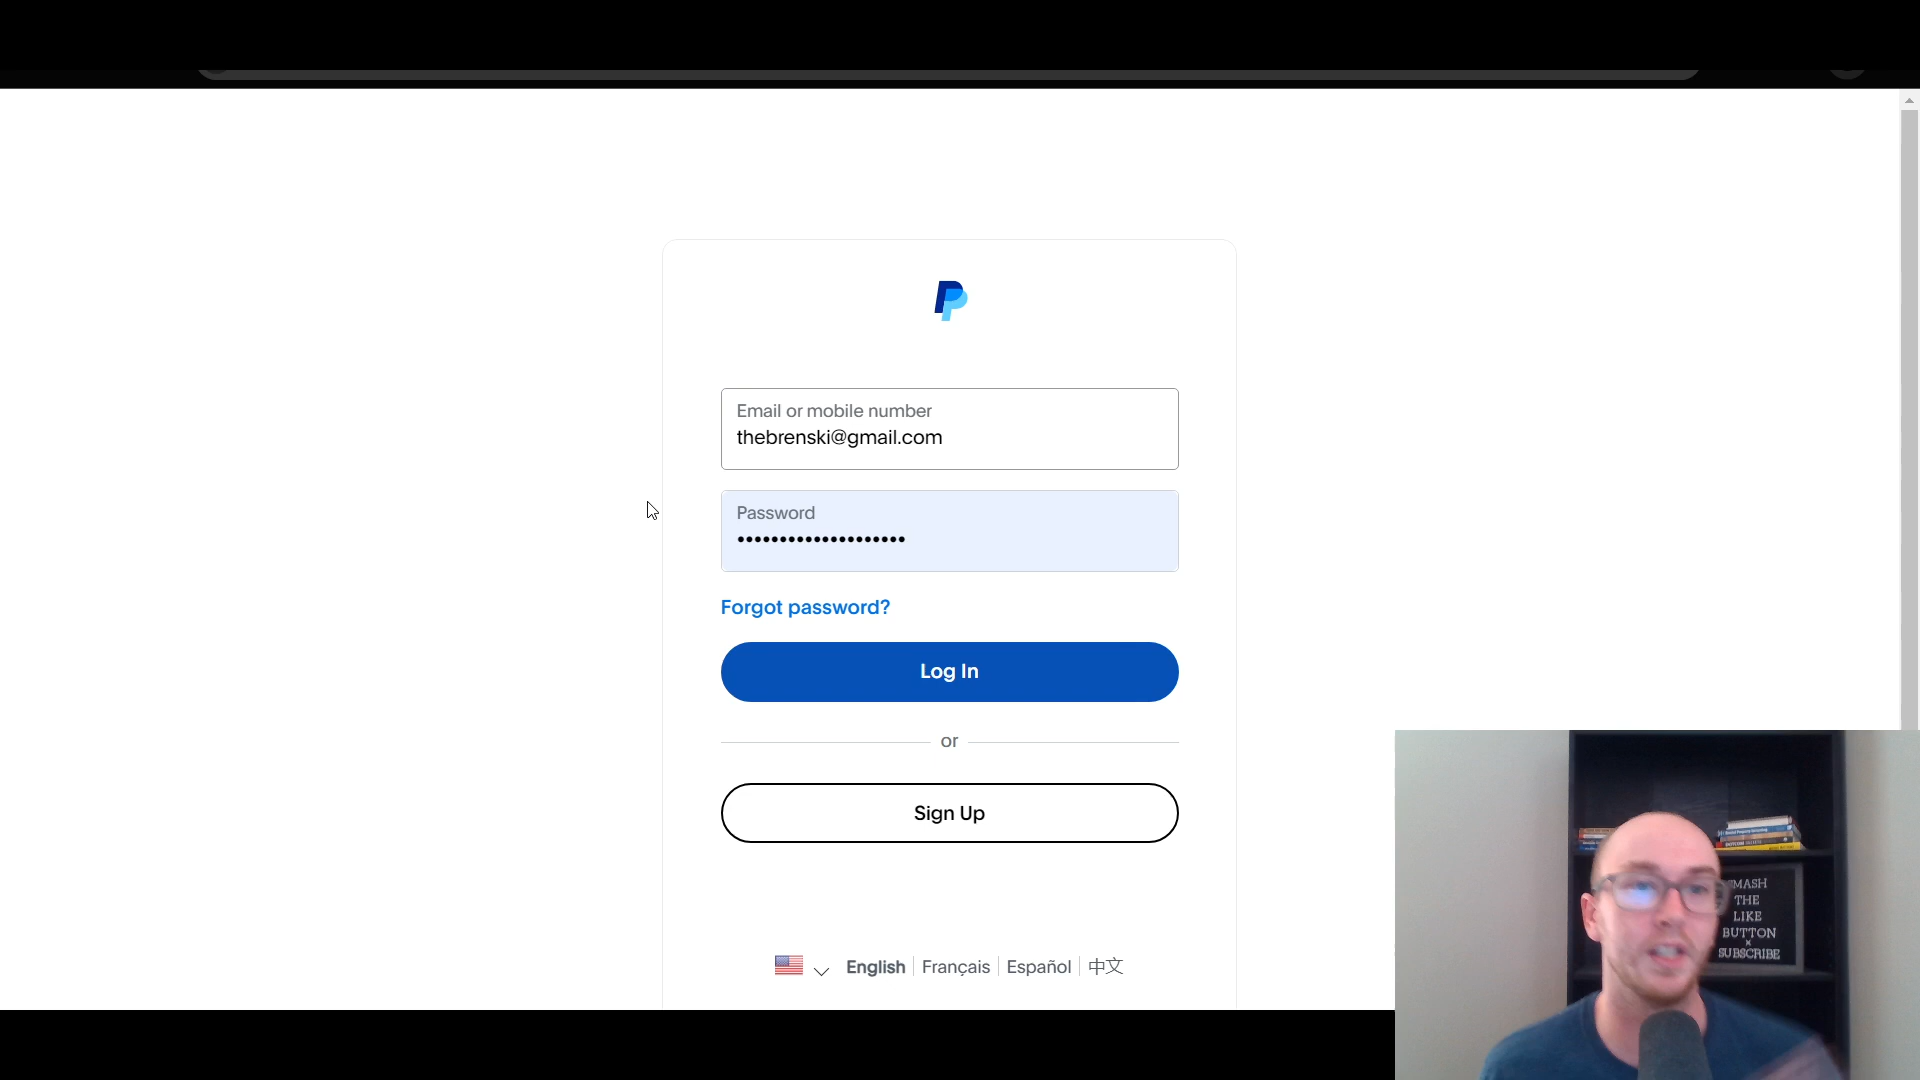 Email or mobile number
thebrenski@gmail.com
Password
••••••••••••••••••••
Forgot password?
Log In
or
Sign Up
English
Français
Español
中文
SMASH
THE
LIKE
BUTTON
×
SUBSCRIBE